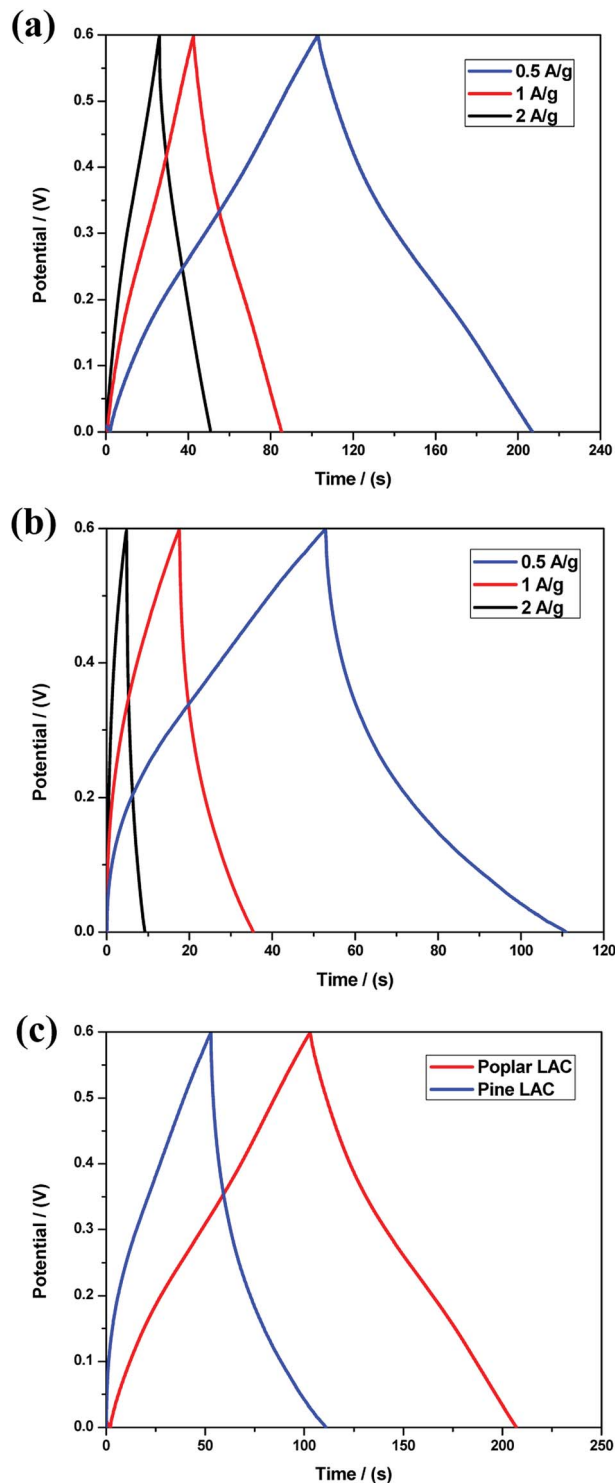 (a)
0.6
0.5
0.4
0.3
0.2
0.1
0.0
Potential / (V)
0.5 A/g
1 A/g
2 A/g
0 40 80 120 160 200 240
Time / (s)
(b)
0.6
0.4
0.2
0.0
Potential / (V)
0.5 A/g
1 A/g
2 A/g
0 20 40 60 80 100 120
Time / (s)
(c)
0.6
0.5
0.4
0.3
0.2
0.1
0.0
Potential / (V)
Poplar LAC
Pine LAC
0 50 100 150 200 250
Time / (s)